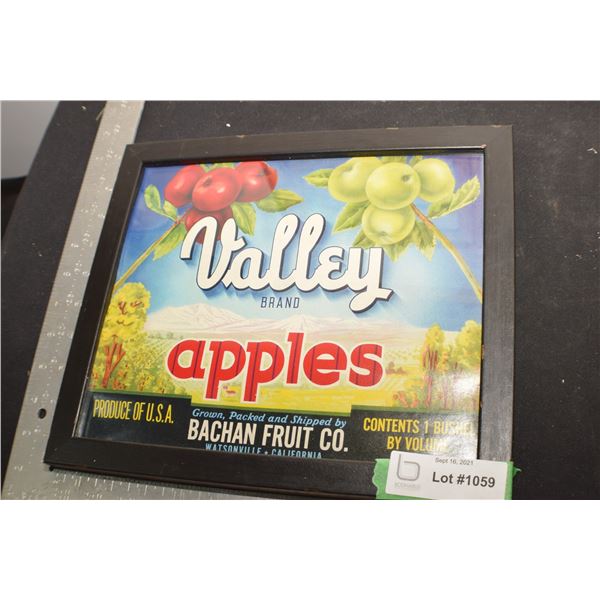 Valley
BRAND
apples
PRODUCE OF U.S.A.
Grown, Packed and Shipped by
BACHAN FRUIT CO.
WATSONVILLE • CALIFORNIA
CONTENTS 1 BUSHEL
BY VOLUME
Sept 16, 2021
Lot #1059